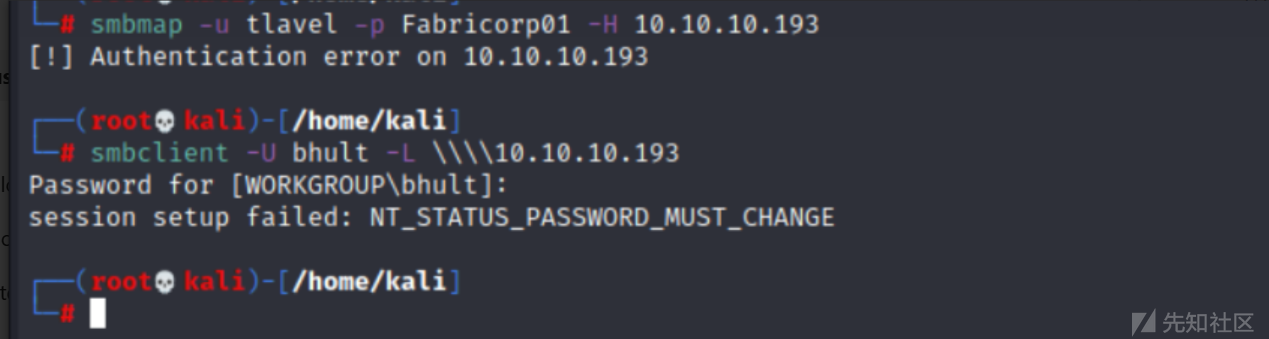 └─# smbmap -u tlavel -p Fabricorp01 -H 10.10.10.193
[!] Authentication error on 10.10.10.193
┌──(root💀kali)-[/home/kali]
└─# smbclient -U bhult -L \\\\10.10.10.193
Password for [WORKGROUP\bhult]:
session setup failed: NT_STATUS_PASSWORD_MUST_CHANGE
┌──(root💀kali)-[/home/kali]
└─#
先知社区